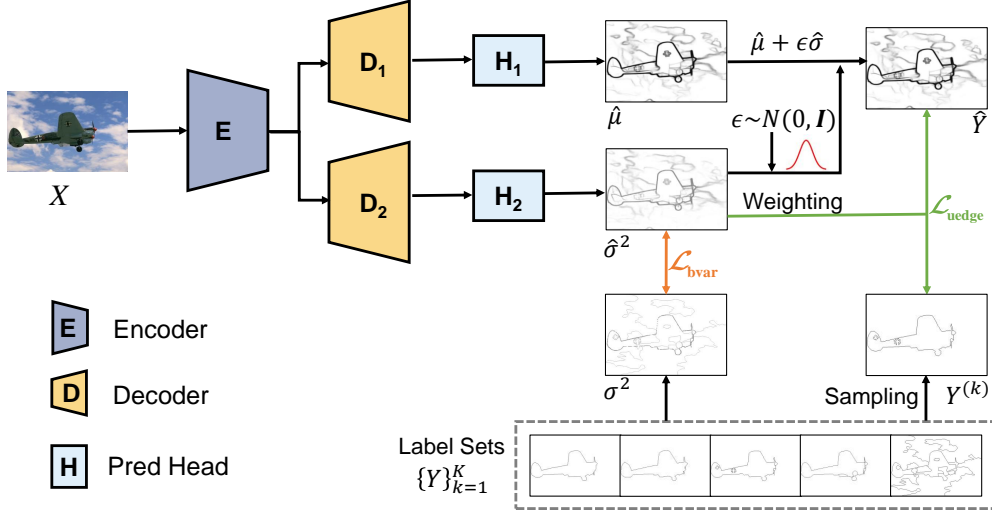 X
E
D₁
D₂
H₁
H₂
μ̂
μ̂ + ϵσ̂
ϵ~N(0, I)
Ŷ
Weighting
σ̂²
ℒuedge
ℒbvar
σ²
Sampling
Y⁽ᵏ⁾
E Encoder
D Decoder
H Pred Head
Label Sets
{Y}ᴷₖ₌₁